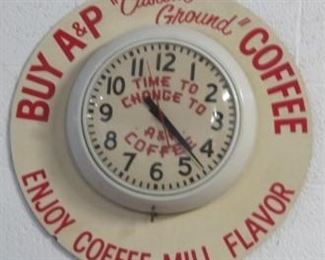 BUY A&P "Custom Ground" COFFEE
12
1
2
3
4
5
6
7
8
9
10
11
TIME TO
CHANGE TO
A&P
COFFEE
ENJOY COFFEE MILL FLAVOR